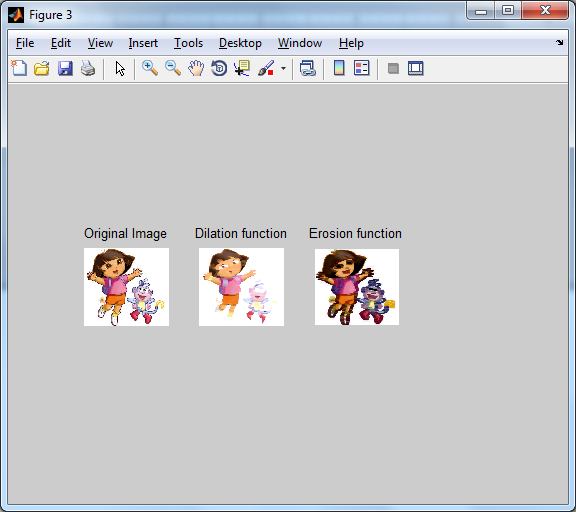 Figure 3
File Edit View Insert Tools Desktop Window Help
Original Image Dilation function Erosion function